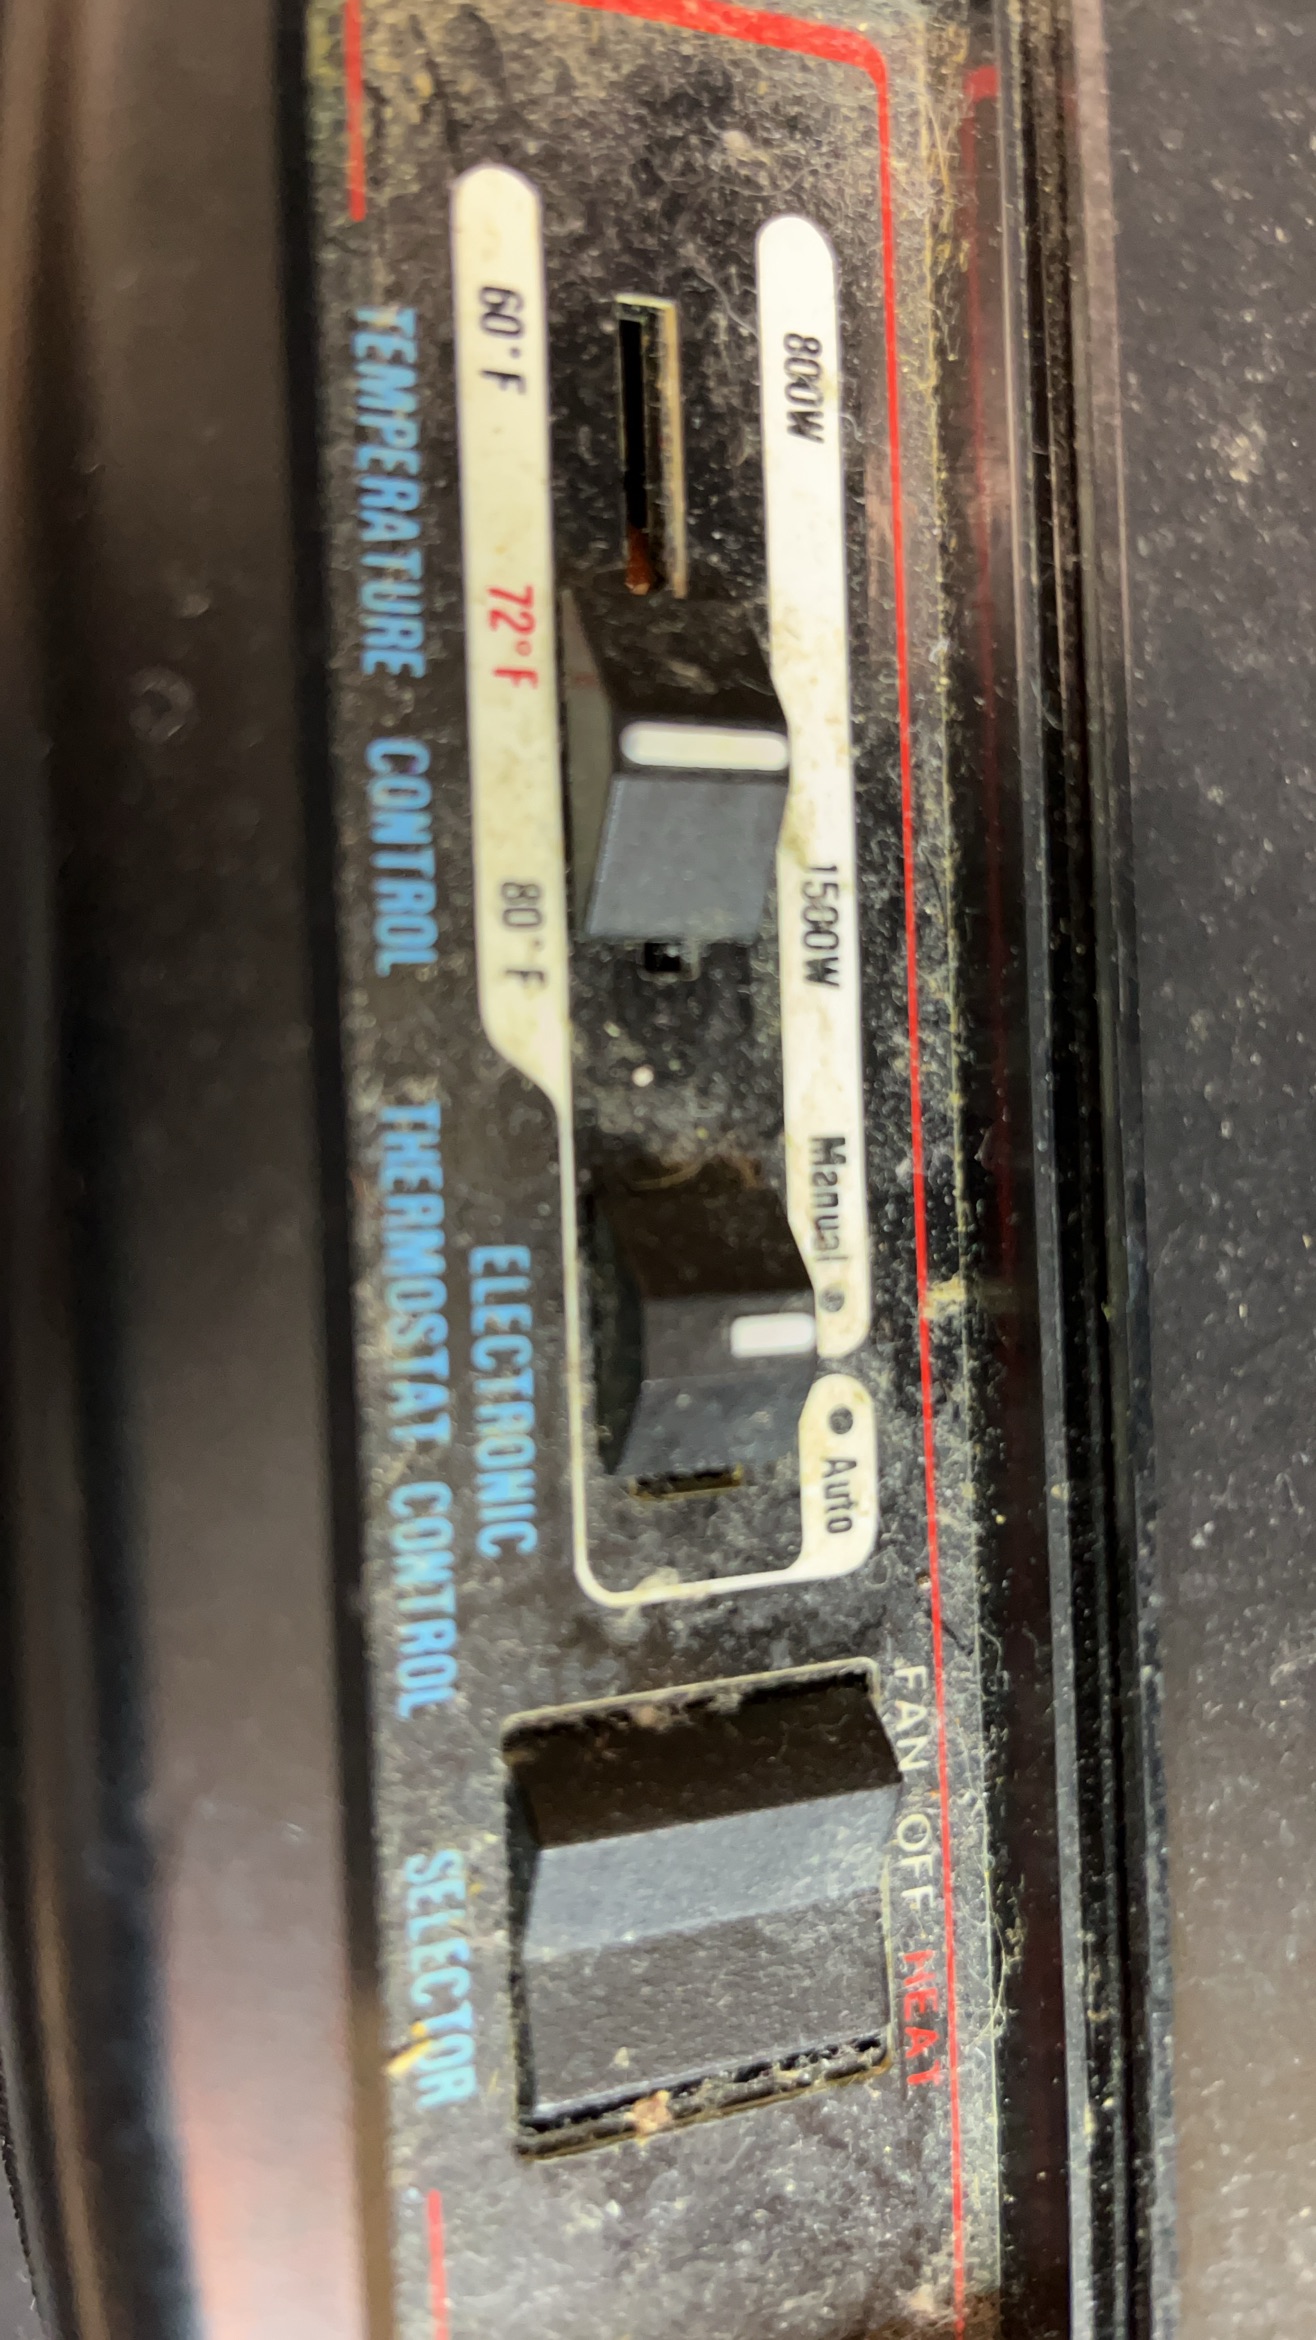 800W 1500W Manual
Auto
FAN OFF HEAT
60°F 72°F 80°F
ELECTRONIC
TEMPERATURE CONTROL THERMOSTAT CONTROL SELECTOR